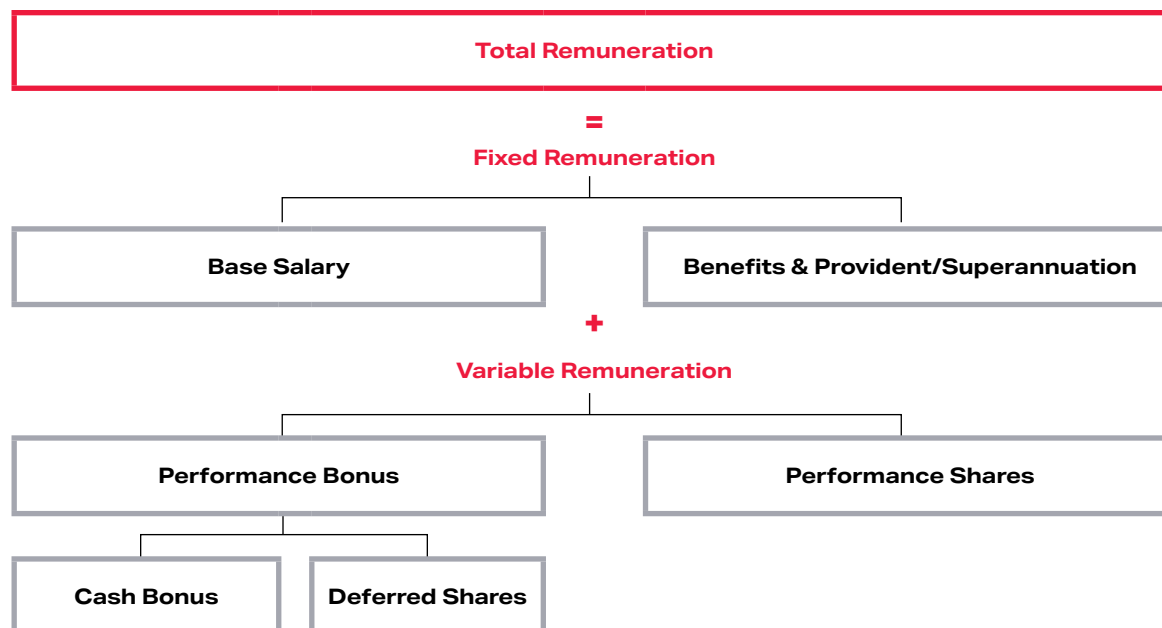 Total Remuneration
=
Fixed Remuneration
Base Salary
Benefits & Provident/Superannuation
+
Variable Remuneration
Performance Bonus
Performance Shares
Cash Bonus
Deferred Shares